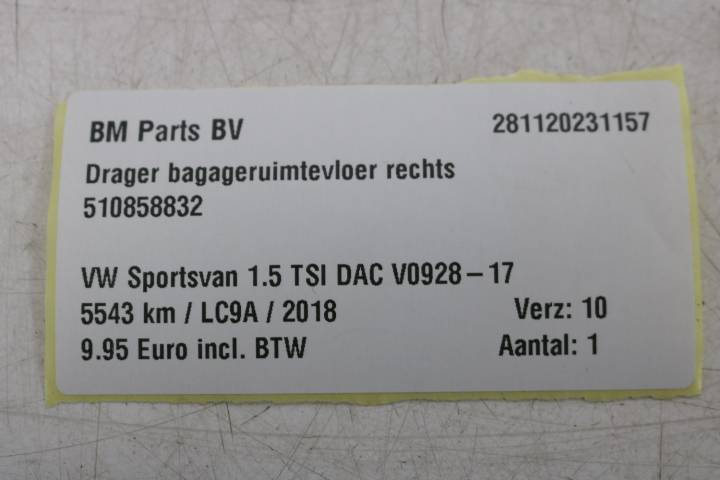 BM Parts BV 281120231157
Drager bagageruimtevloer rechts
510858832
VW Sportsvan 1.5 TSI DAC V0928-17
5543 km / LC9A / 2018 Verz: 10
9.95 Euro incl. BTW Aantal: 1